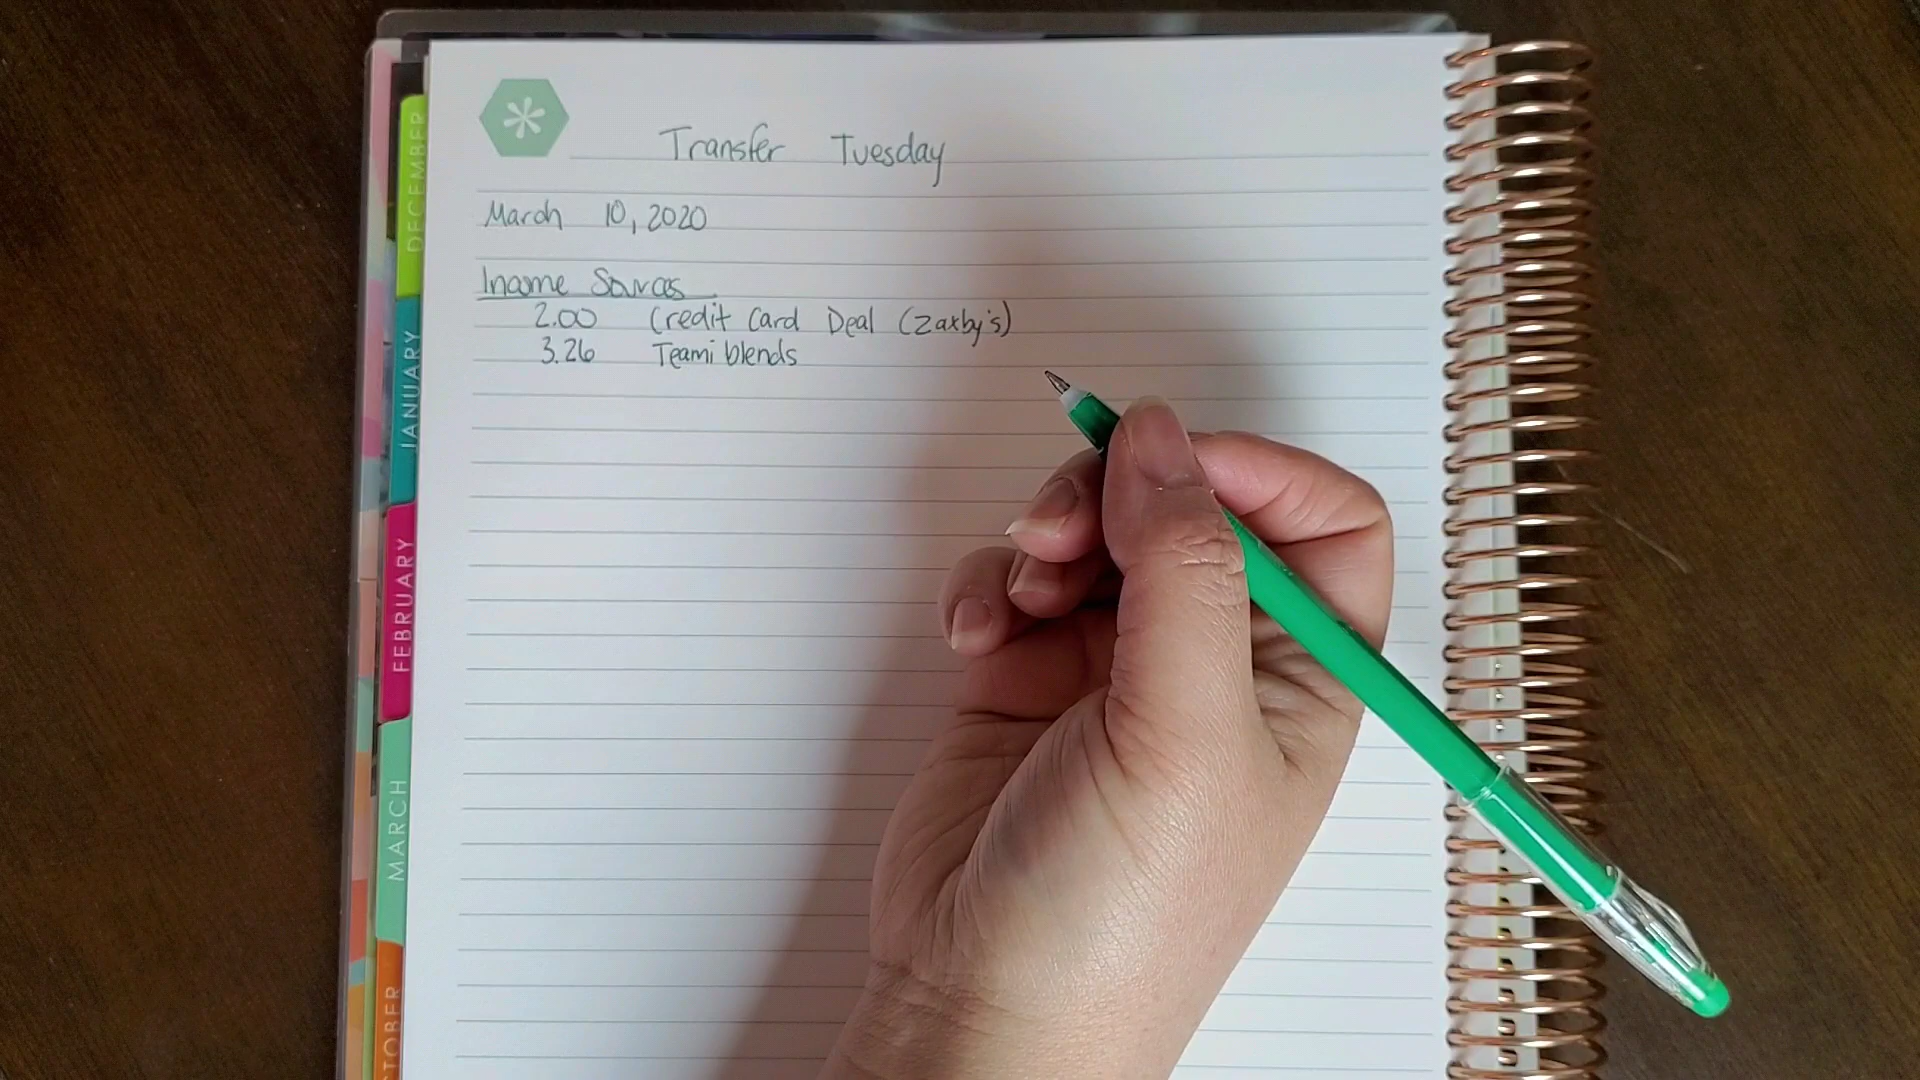 Transfer Tuesday
March 10, 2020
Income Sources
2.00 Credit Card Deal (Zaxby's)
3.26 Teami blends
DECEMBER
JANUARY
FEBRUARY
MARCH